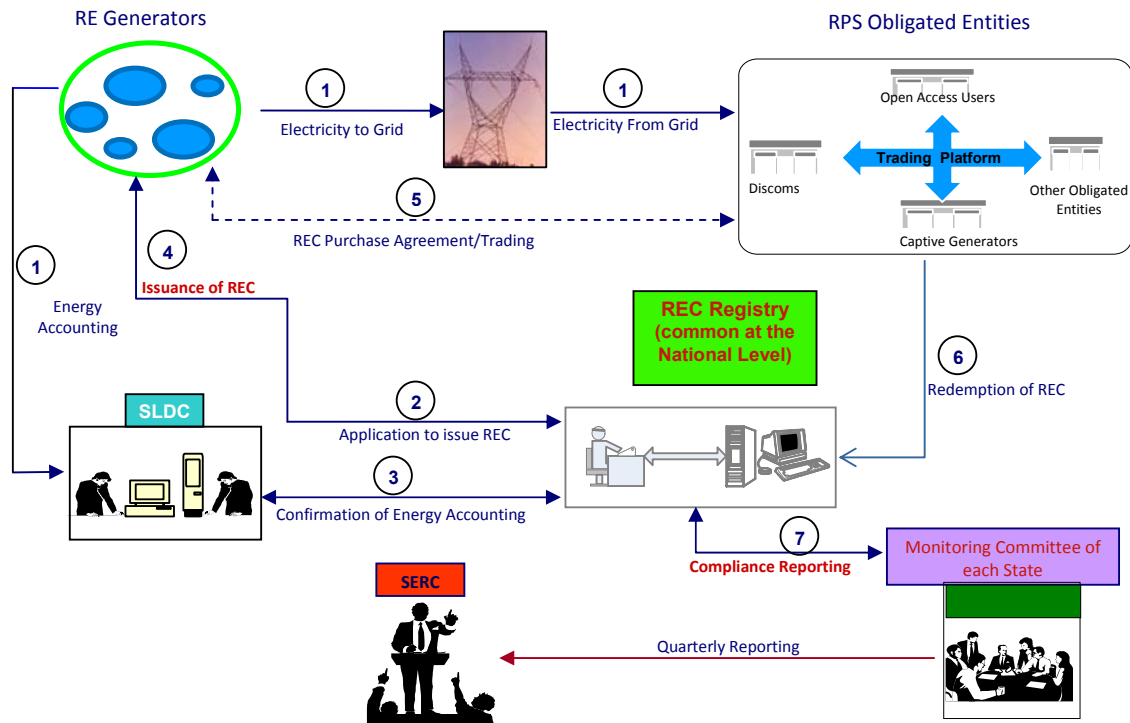 RE Generators
RPS Obligated Entities
1
Electricity to Grid
1
Electricity From Grid
Open Access Users
Trading Platform
Discoms
Other Obligated
Entities
Captive Generators
5
REC Purchase Agreement/Trading
1
Energy
Accounting
4
Issuance of REC
REC Registry
(common at the
National Level)
6
Redemption of REC
SLDC
2
Application to issue REC
3
Confirmation of Energy Accounting
7
Compliance Reporting
Monitoring Committee of
each State
SERC
Quarterly Reporting